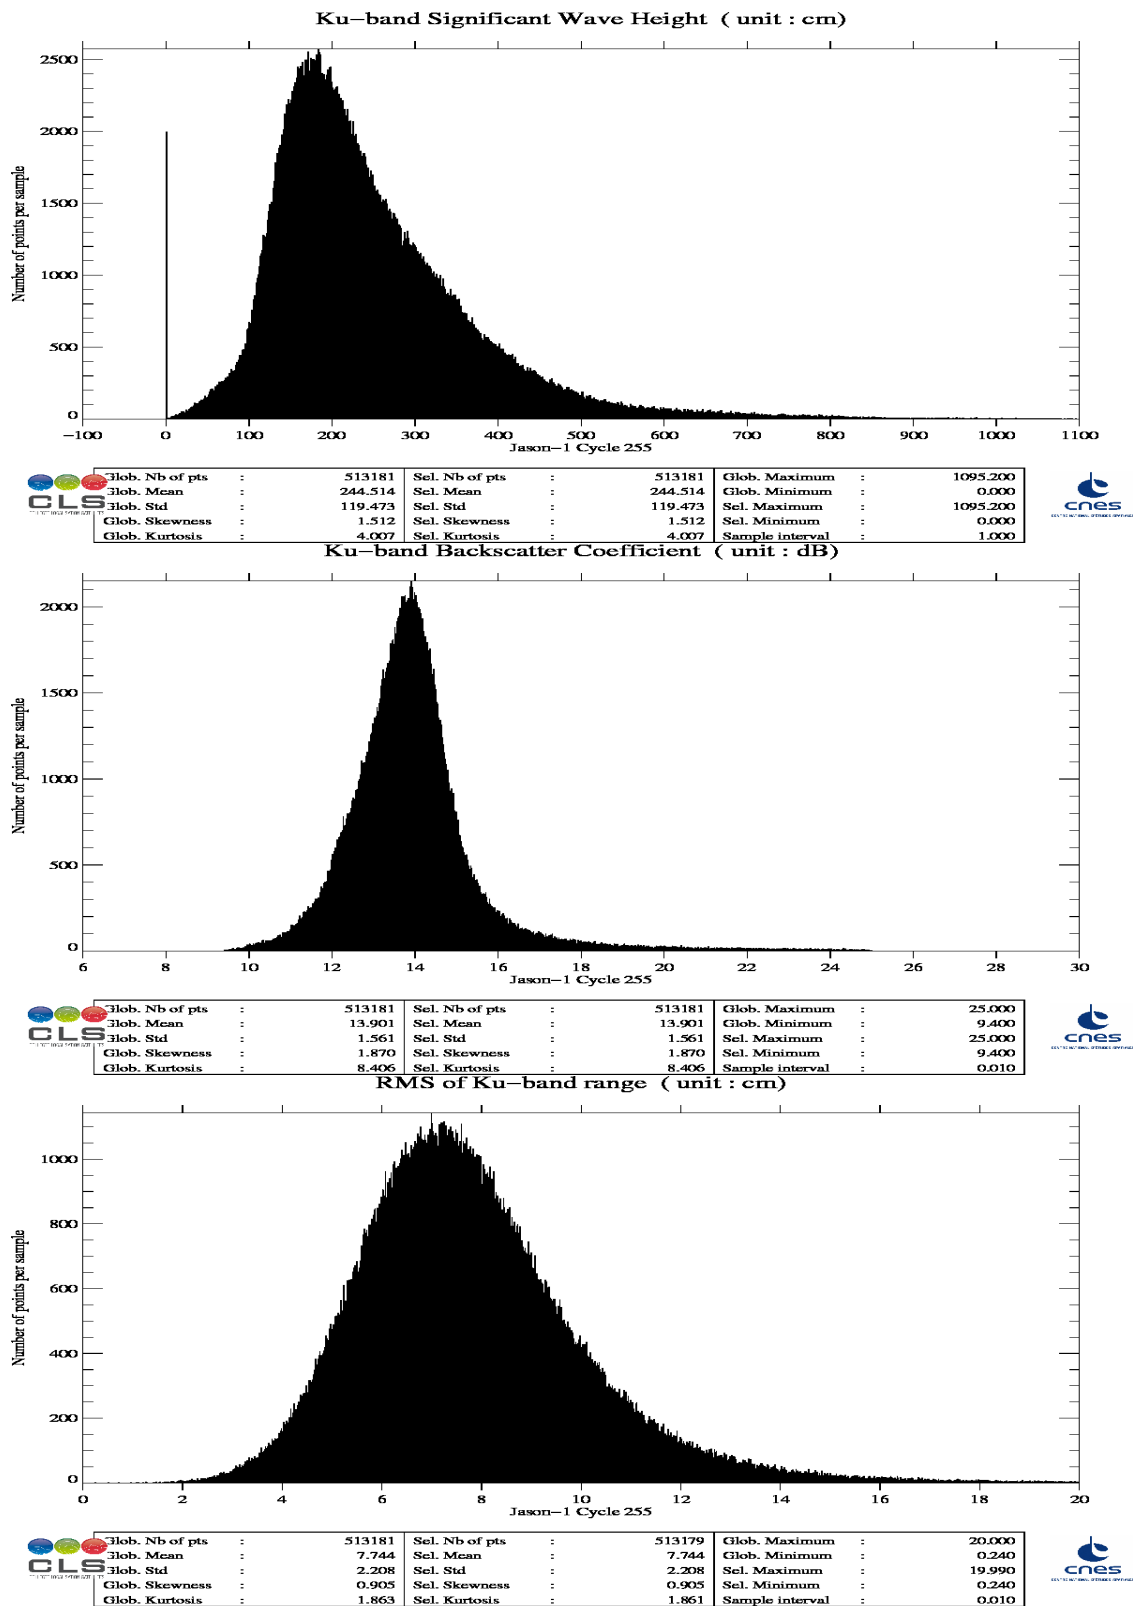 Ku-band Significant Wave Height ( unit : cm)
Number of points per sample
2500
2000
1500
1000
500
0
-100 0 100 200 300 400 500 600 700 800 900 1000 1100
Jason-1 Cycle 255
CLS
cnes
Glob. Nb of pts : 513181 Sel. Nb of pts : 513181 Glob. Maximum : 1095.200
Glob. Mean : 244.514 Sel. Mean : 244.514 Glob. Minimum : 0.000
Glob. Std : 119.473 Sel. Std : 119.473 Sel. Maximum : 1095.200
Glob. Skewness : 1.512 Sel. Skewness : 1.512 Sel. Minimum : 0.000
Glob. Kurtosis : 4.007 Sel. Kurtosis : 4.007 Sample interval : 1.000
Ku-band Backscatter Coefficient ( unit : dB)
Number of points per sample
2000
1500
1000
500
0
6 8 10 12 14 16 18 20 22 24 26 28 30
Jason-1 Cycle 255
CLS
cnes
Glob. Nb of pts : 513181 Sel. Nb of pts : 513181 Glob. Maximum : 25.000
Glob. Mean : 13.901 Sel. Mean : 13.901 Glob. Minimum : 9.400
Glob. Std : 1.561 Sel. Std : 1.561 Sel. Maximum : 25.000
Glob. Skewness : 1.870 Sel. Skewness : 1.870 Sel. Minimum : 9.400
Glob. Kurtosis : 8.406 Sel. Kurtosis : 8.406 Sample interval : 0.010
RMS of Ku-band range ( unit : cm)
Number of points per sample
1000
800
600
400
200
0
0 2 4 6 8 10 12 14 16 18 20
Jason-1 Cycle 255
CLS
cnes
Glob. Nb of pts : 513181 Sel. Nb of pts : 513179 Glob. Maximum : 20.000
Glob. Mean : 7.744 Sel. Mean : 7.744 Glob. Minimum : 0.240
Glob. Std : 2.208 Sel. Std : 2.208 Sel. Maximum : 19.990
Glob. Skewness : 0.905 Sel. Skewness : 0.905 Sel. Minimum : 0.240
Glob. Kurtosis : 1.863 Sel. Kurtosis : 1.861 Sample interval : 0.010